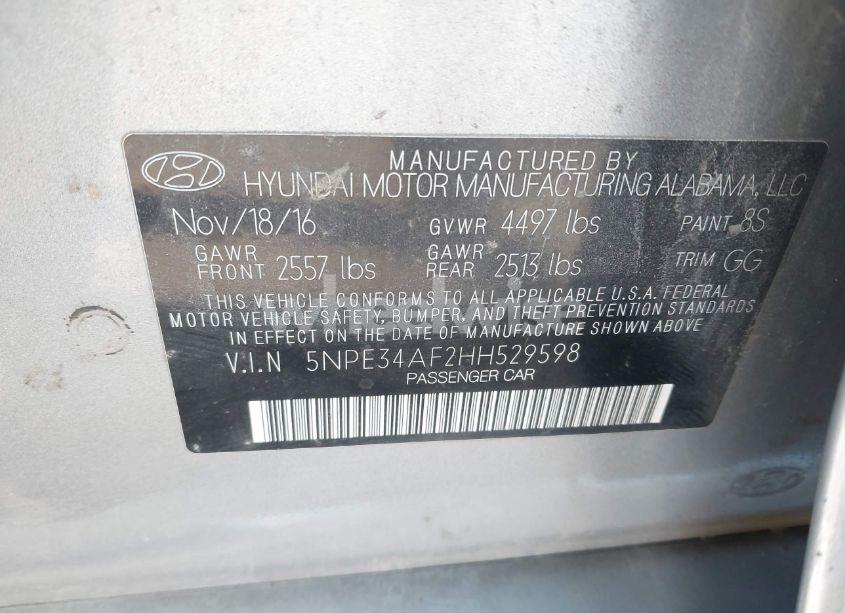 MANUFACTURED BY
HYUNDAI MOTOR MANUFACTURING ALABAMA, LLC
Nov/18/16 GVWR 4497 lbs PAINT 8S
GAWR FRONT 2557 lbs GAWR REAR 2513 lbs TRIM GG
THIS VEHICLE CONFORMS TO ALL APPLICABLE U.S.A. FEDERAL
MOTOR VEHICLE SAFETY, BUMPER, AND THEFT PREVENTION STANDARDS
IN EFFECT ON THE DATE OF MANUFACTURE SHOWN ABOVE.
V.I.N 5NPE34AF2HH529598
PASSENGER CAR